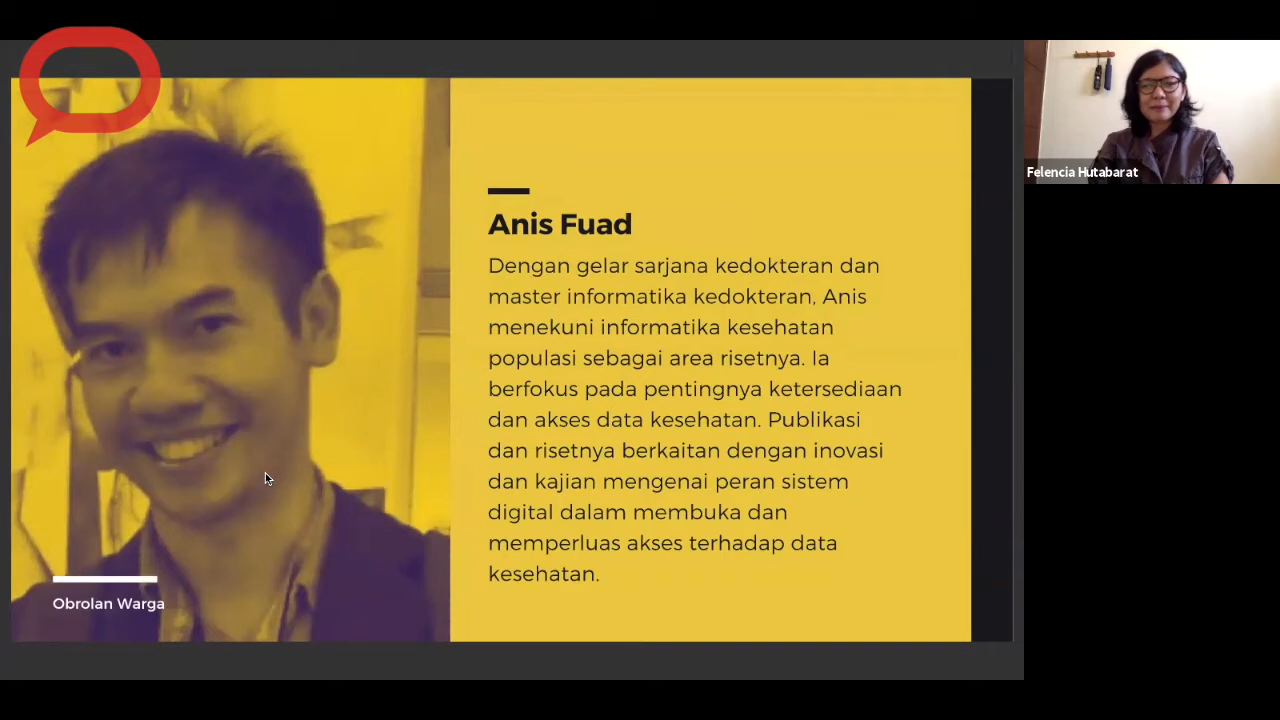 Anis Fuad
Dengan gelar sarjana kedokteran dan
master informatika kedokteran, Anis
menekuni informatika kesehatan
populasi sebagai area risetnya. Ia
berfokus pada pentingnya ketersediaan
dan akses data kesehatan. Publikasi
dan risetnya berkaitan dengan inovasi
dan kajian mengenai peran sistem
digital dalam membuka dan
memperluas akses terhadap data
kesehatan.
Obrolan Warga
Felencia Hutabarat